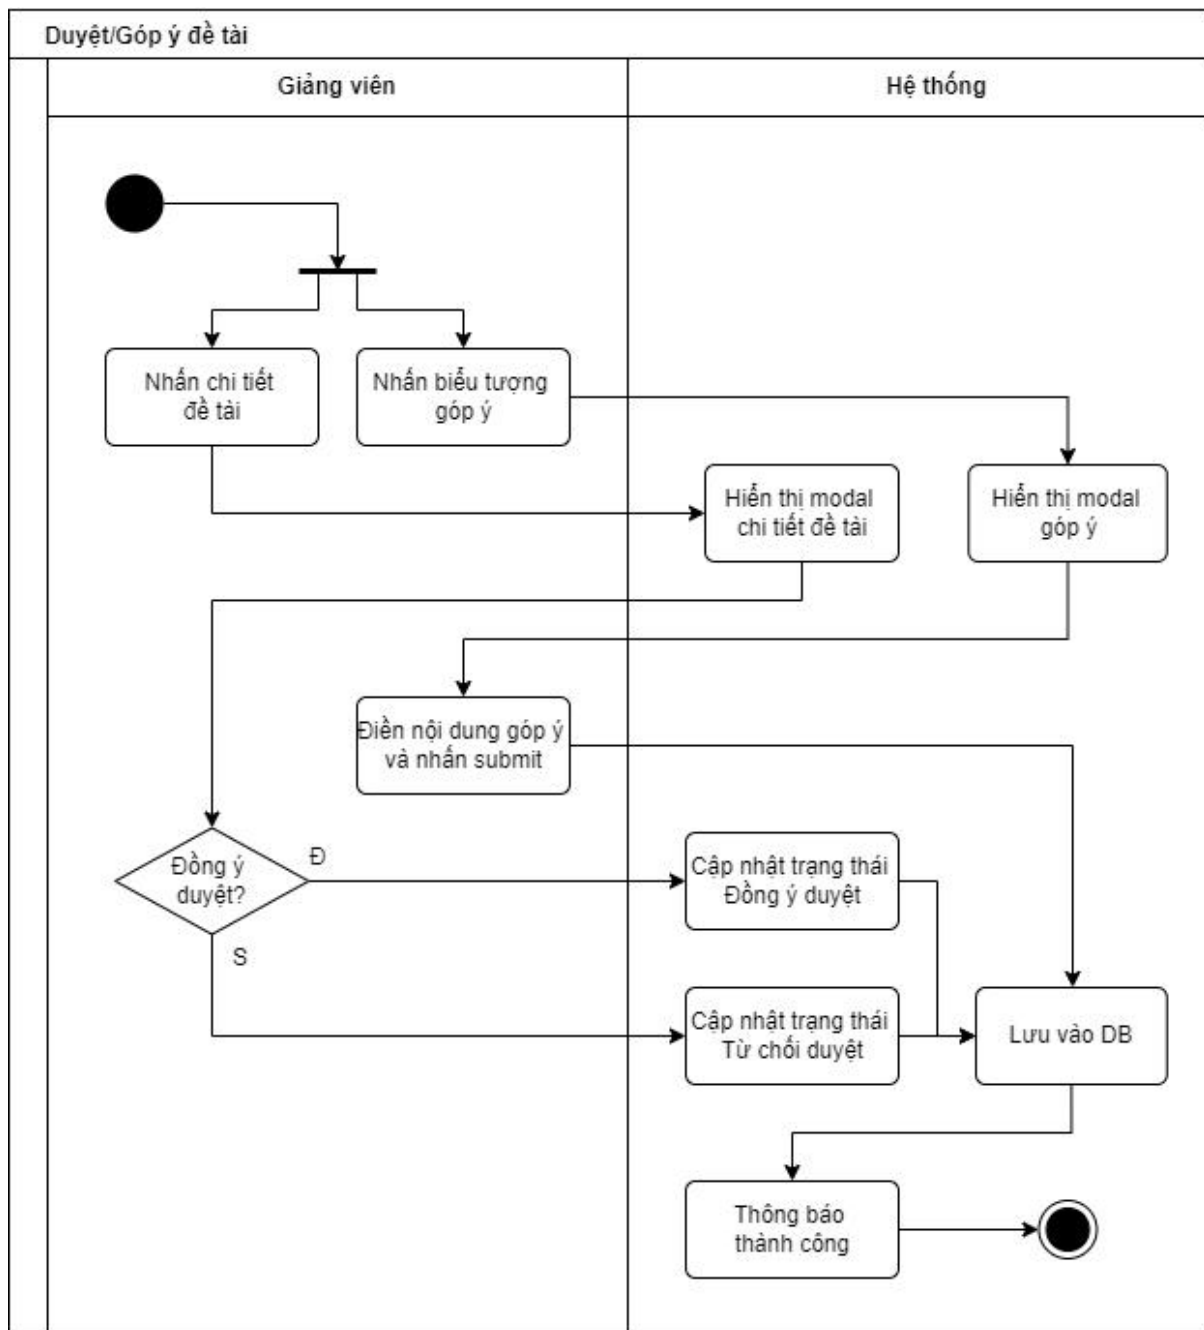 Duyệt/Góp ý đề tài
Giảng viên
Hệ thống
Nhấn chi tiết
đề tài
Nhấn biểu tượng
góp ý
Hiển thị modal
chi tiết đề tài
Hiển thị modal
góp ý
Điền nội dung góp ý
và nhấn submit
Đồng ý
duyệt?
Đ
S
Cập nhật trạng thái
Đồng ý duyệt
Cập nhật trạng thái
Từ chối duyệt
Lưu vào DB
Thông báo
thành công